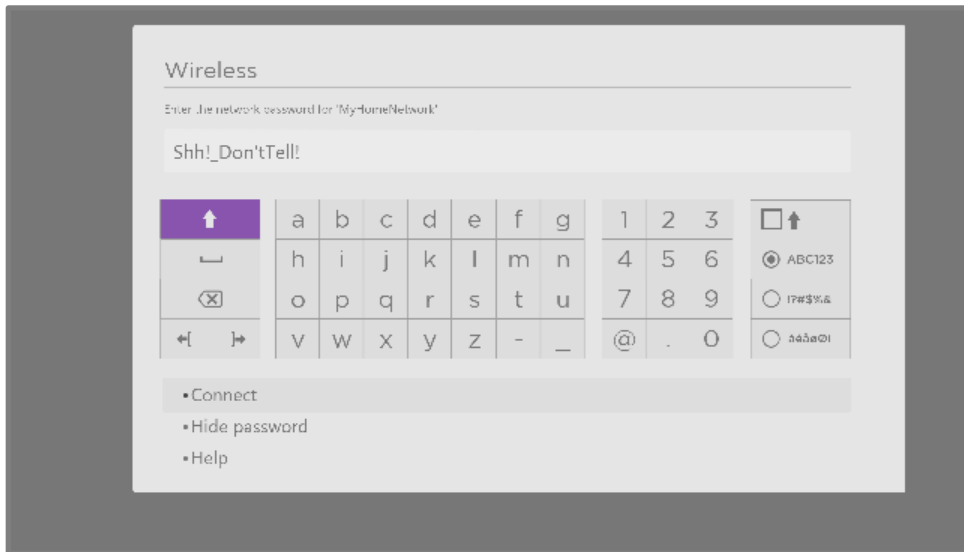 Wireless
Enter the network password for 'MyHomeNetwork'
Shh!_Don'tTell!
a b c d e f g 1 2 3
h i j k l m n 4 5 6 ABC123
o p q r s t u 7 8 9 !?#$%&
v w x y z - _ @ . 0
Connect
Hide password
Help